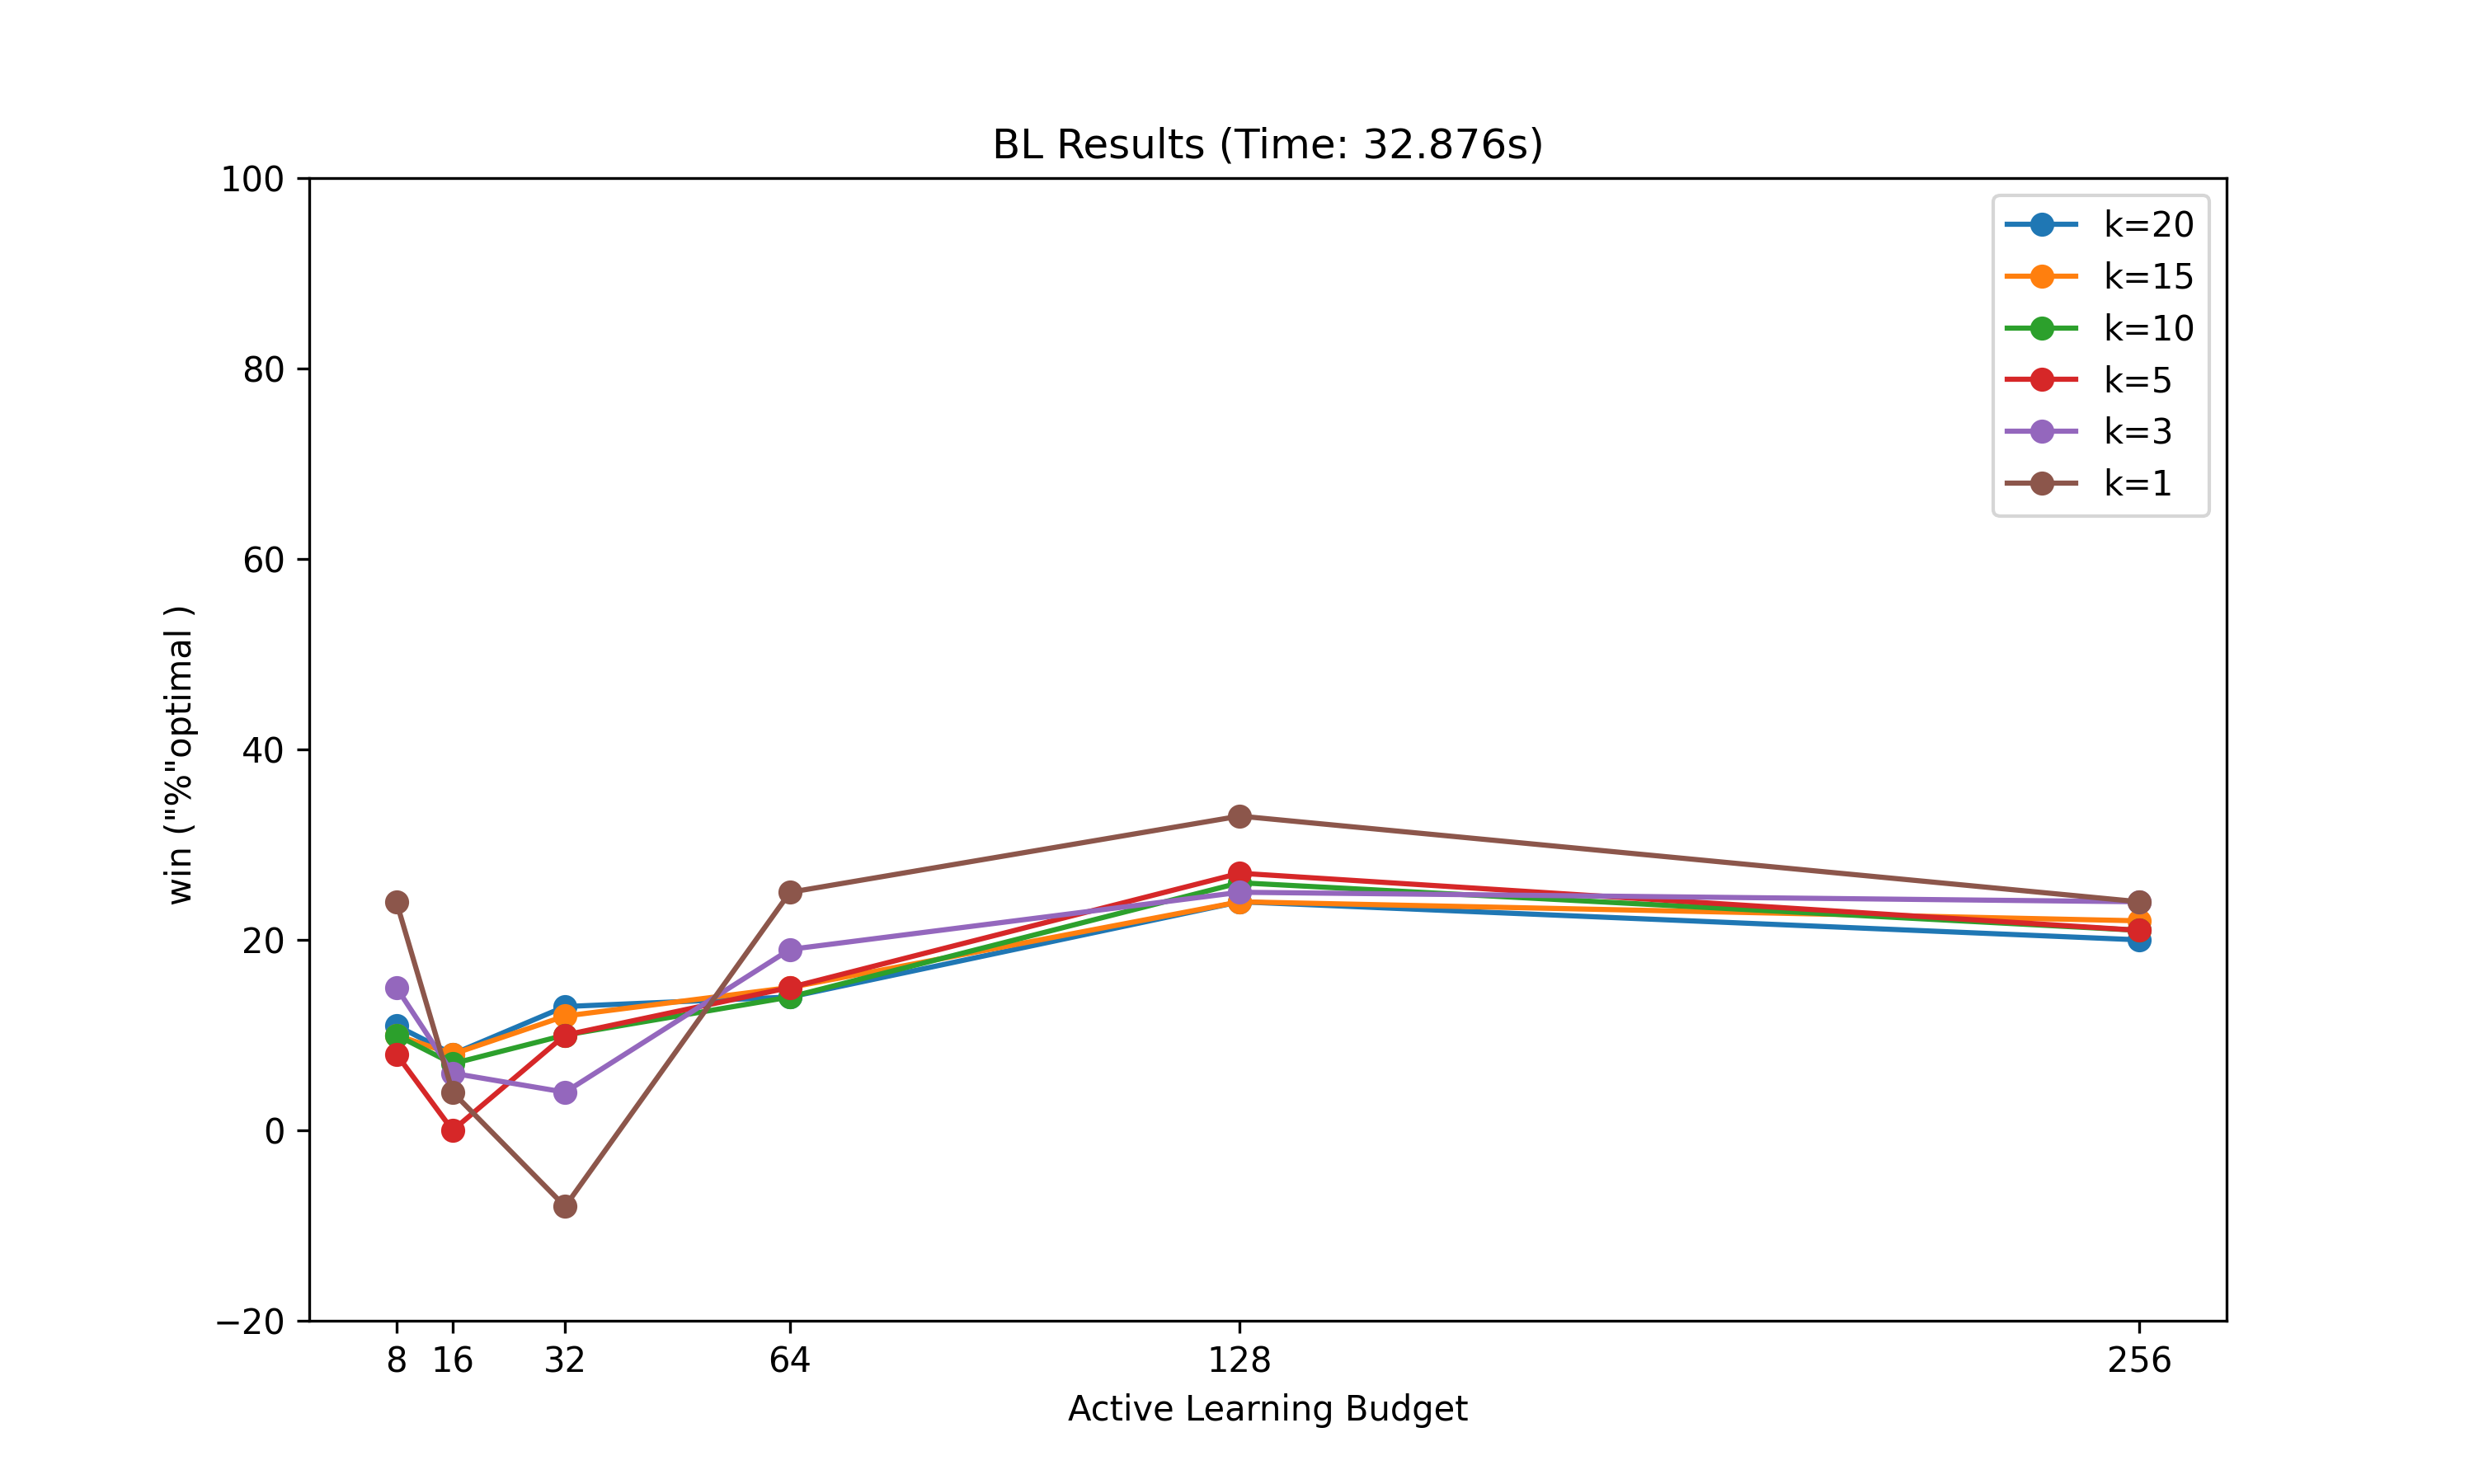 BL Results (Time: 32.876s)
100
80
60
40
20
0
−20
win ("%"optimal )
k=20
k=15
k=10
k=5
k=3
k=1
8 16 32 64 128 256
Active Learning Budget